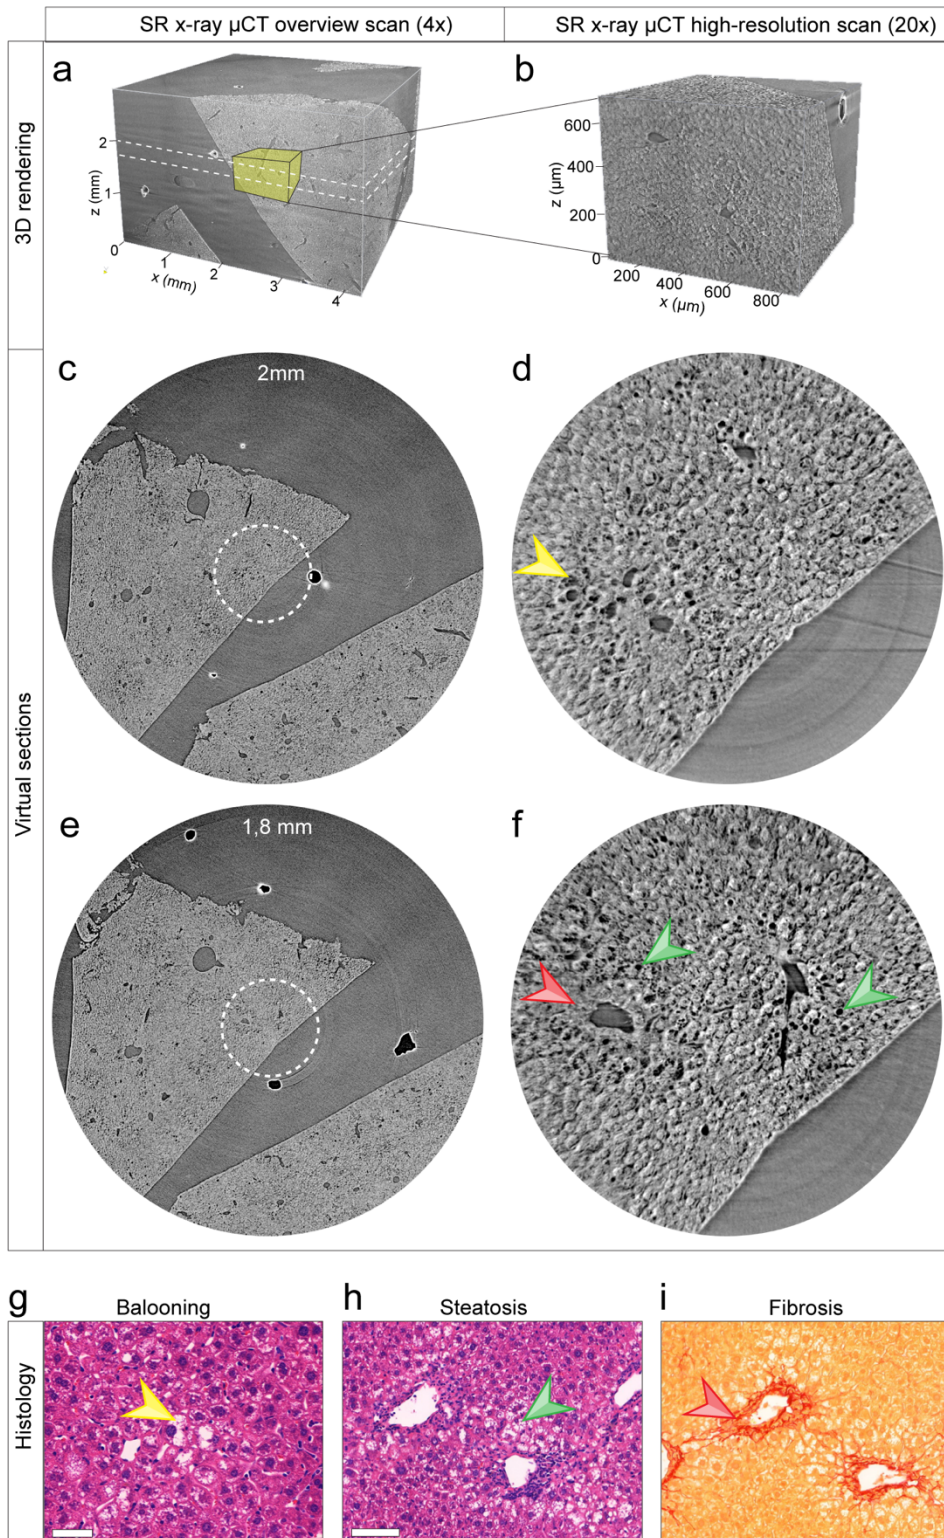 SR x-ray µCT overview scan (4x)
SR x-ray µCT high-resolution scan (20x)
3D rendering
a
2
1
0
z (mm)
1
2
3
4
x (mm)
b
600
400
200
0
z (µm)
200
400
600
800
x (µm)
Virtual sections
c
2mm
d
e
1,8 mm
f
Histology
g
Balooning
h
Steatosis
i
Fibrosis